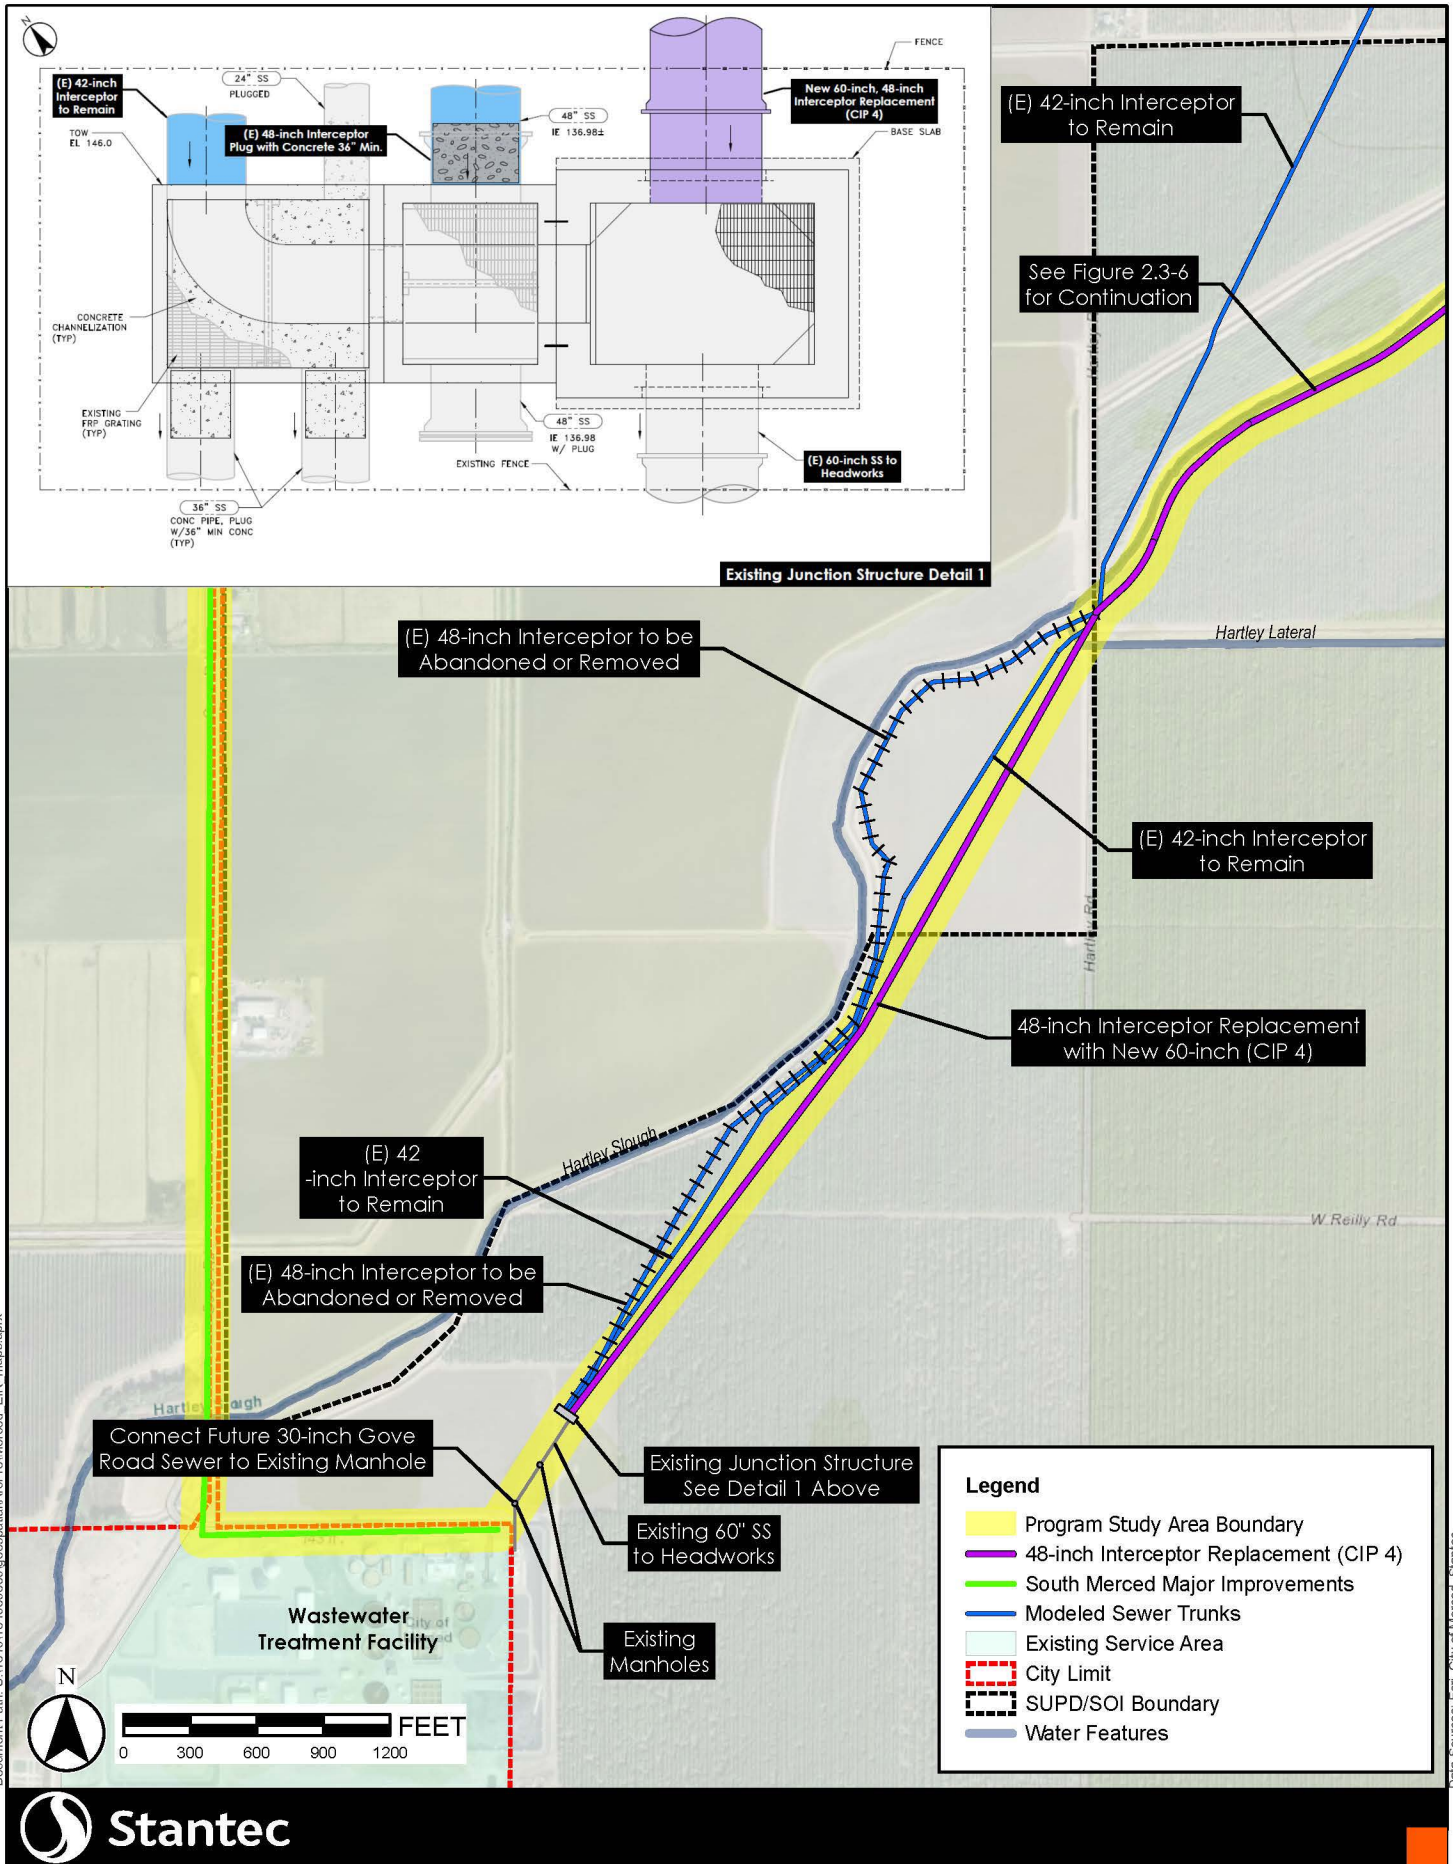 N
(E) 42-inch
Interceptor
to Remain
TOW
EL 146.0
24" SS
PLUGGED
(E) 48-inch Interceptor
Plug with Concrete 36" Min.
48" SS
IE 136.98±
New 60-inch, 48-inch
Interceptor Replacement
(CIP 4)
FENCE
BASE SLAB
CONCRETE
CHANNELIZATION
(TYP)
EXISTING
FRP GRATING
(TYP)
36" SS
CONC PIPE, PLUG
W/36" MIN CONC
(TYP)
EXISTING FENCE
48" SS
IE 136.98
W/ PLUG
(E) 60-inch SS to
Headworks
Existing Junction Structure Detail 1
(E) 42-inch Interceptor
to Remain
See Figure 2.3-6
for Continuation
Hartley Lateral
(E) 48-inch Interceptor to be
Abandoned or Removed
(E) 42-inch Interceptor
to Remain
Hartley Rd
48-inch Interceptor Replacement
with New 60-inch (CIP 4)
Hartley Slough
(E) 42
-inch Interceptor
to Remain
W Reilly Rd
(E) 48-inch Interceptor to be
Abandoned or Removed
Connect Future 30-inch Gove
Road Sewer to Existing Manhole
Existing Junction Structure
See Detail 1 Above
Existing 60" SS
to Headworks
Existing
Manholes
Wastewater
Treatment Facility
City of
N
FEET
0 300 600 900 1200
Legend
Program Study Area Boundary
48-inch Interceptor Replacement (CIP 4)
South Merced Major Improvements
Modeled Sewer Trunks
Existing Service Area
City Limit
SUPD/SOI Boundary
Water Features
Stantec